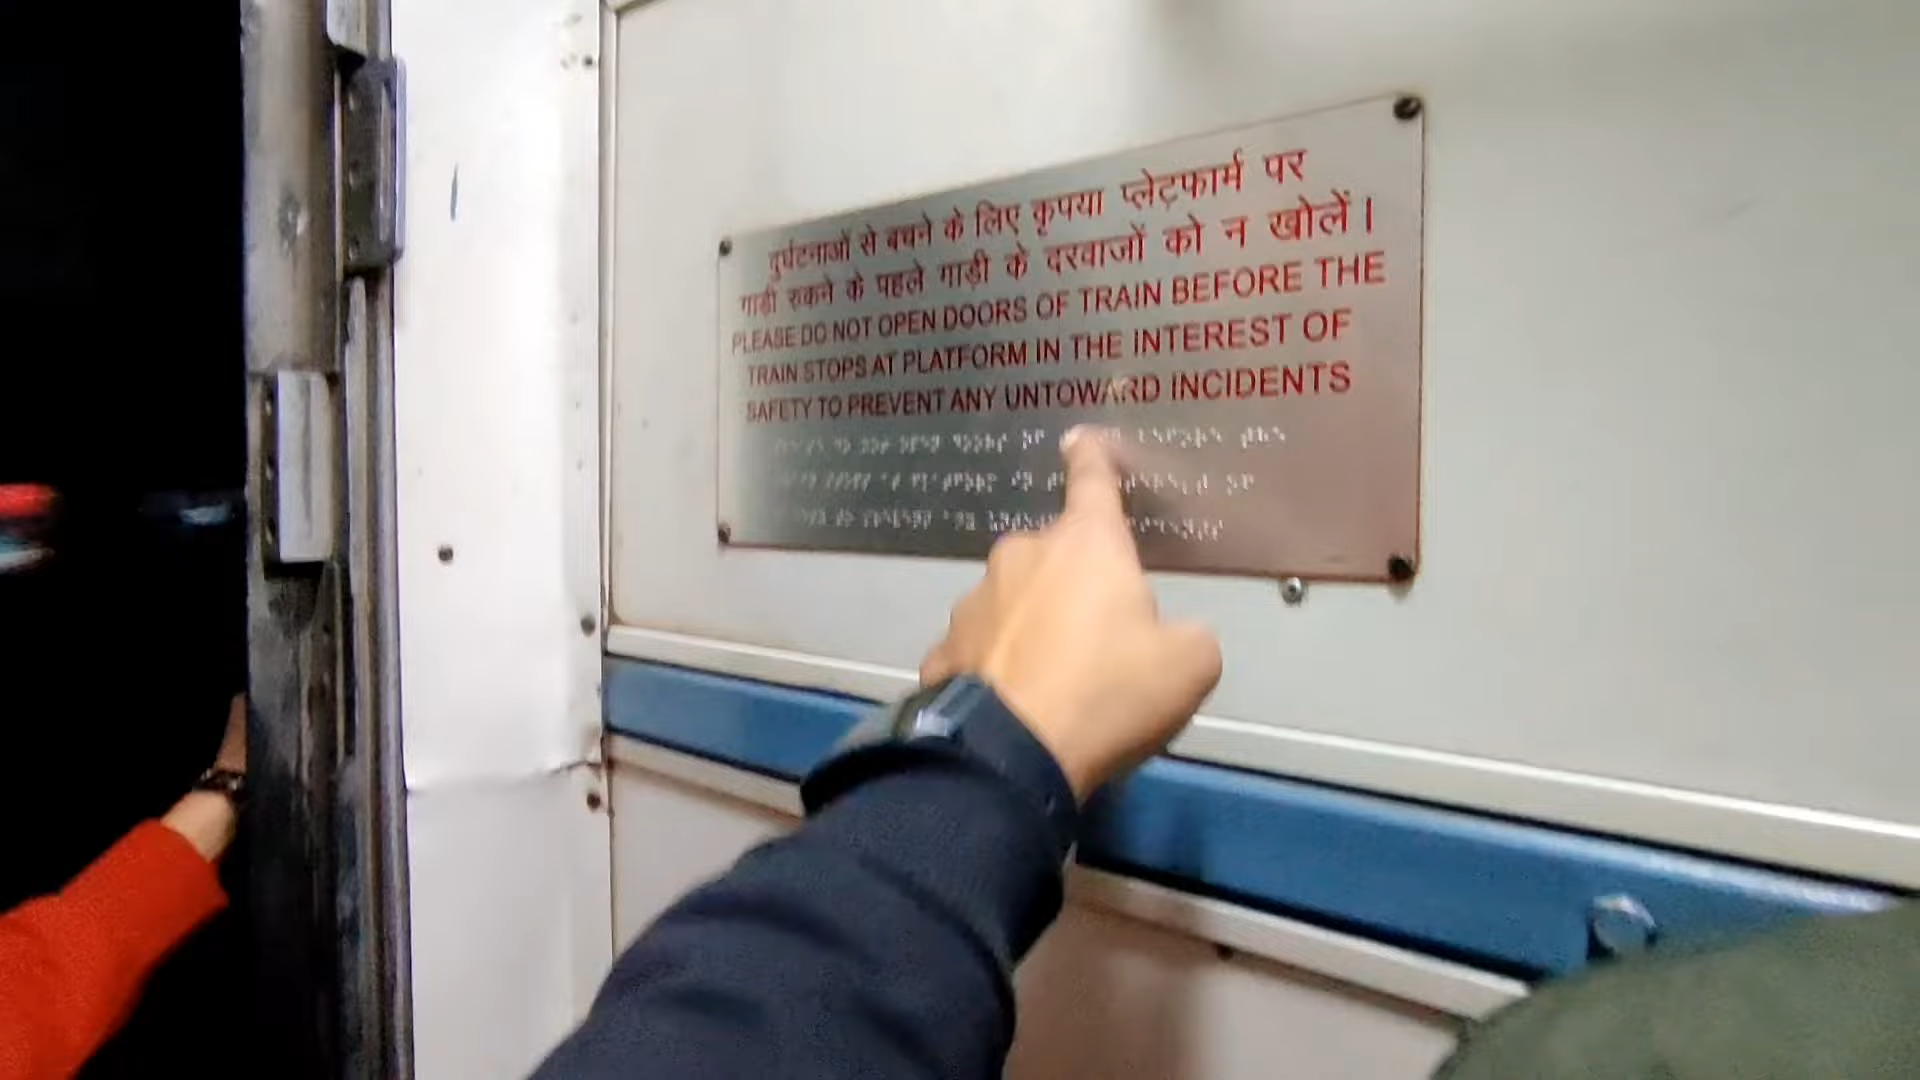 दुर्घटनाओं से बचने के लिए कृपया प्लेट्फार्म पर
गाड़ी रुकने के पहले गाड़ी के दरवाजों को न खोलें।
PLEASE DO NOT OPEN DOORS OF TRAIN BEFORE THE
TRAIN STOPS AT PLATFORM IN THE INTEREST OF
SAFETY TO PREVENT ANY UNTOWARD INCIDENTS